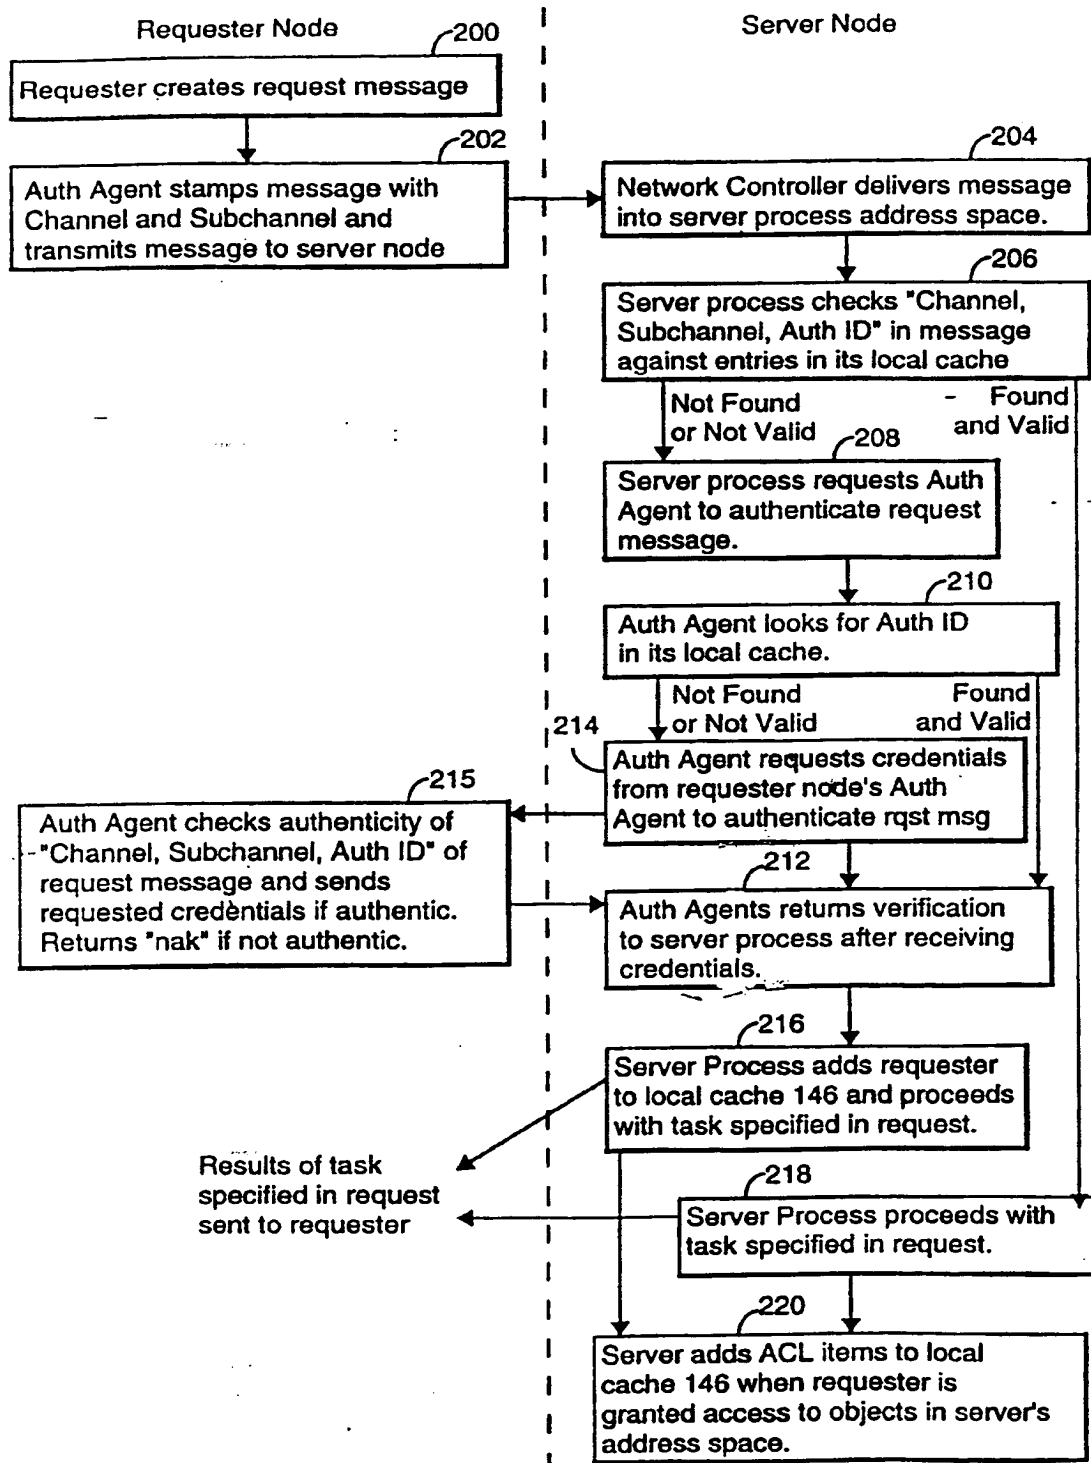 Requester Node
Server Node
200
Requester creates request message
202
Auth Agent stamps message with
Channel and Subchannel and
transmits message to server node
204
Network Controller delivers message
into server process address space.
206
Server process checks "Channel,
Subchannel, Auth ID" in message
against entries in its local cache
Not Found
or Not Valid
Found
and Valid
208
Server process requests Auth
Agent to authenticate request
message.
210
Auth Agent looks for Auth ID
in its local cache.
Not Found
or Not Valid
Found
and Valid
214
Auth Agent requests credentials
from requester node's Auth
Agent to authenticate rqst msg
215
Auth Agent checks authenticity of
"Channel, Subchannel, Auth ID" of
request message and sends
requested credentials if authentic.
Returns "nak" if not authentic.
212
Auth Agents returns verification
to server process after receiving
credentials.
216
Server Process adds requester
to local cache 146 and proceeds
with task specified in request.
Results of task
specified in request
sent to requester
218
Server Process proceeds with
task specified in request.
220
Server adds ACL items to local
cache 146 when requester is
granted access to objects in server's
address space.